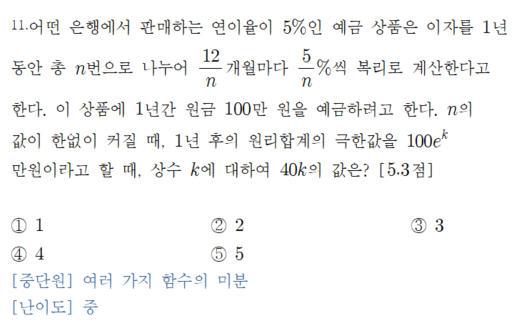 11.어떤 은행에서 판매하는 연이율이 5%인 예금 상품은 이자를 1년
동안 총 n번으로 나누어 12/n개월마다 5/n%씩 복리로 계산한다고
한다. 이 상품에 1년간 원금 100만 원을 예금하려고 한다. n의
값이 한없이 커질 때, 1년 후의 원리합계의 극한값을 100e^k
만원이라고 할 때, 상수 k에 대하여 40k의 값은? [5.3점]
① 1 ② 2 ③ 3
④ 4 ⑤ 5
[중단원] 여러 가지 함수의 미분
[난이도] 중